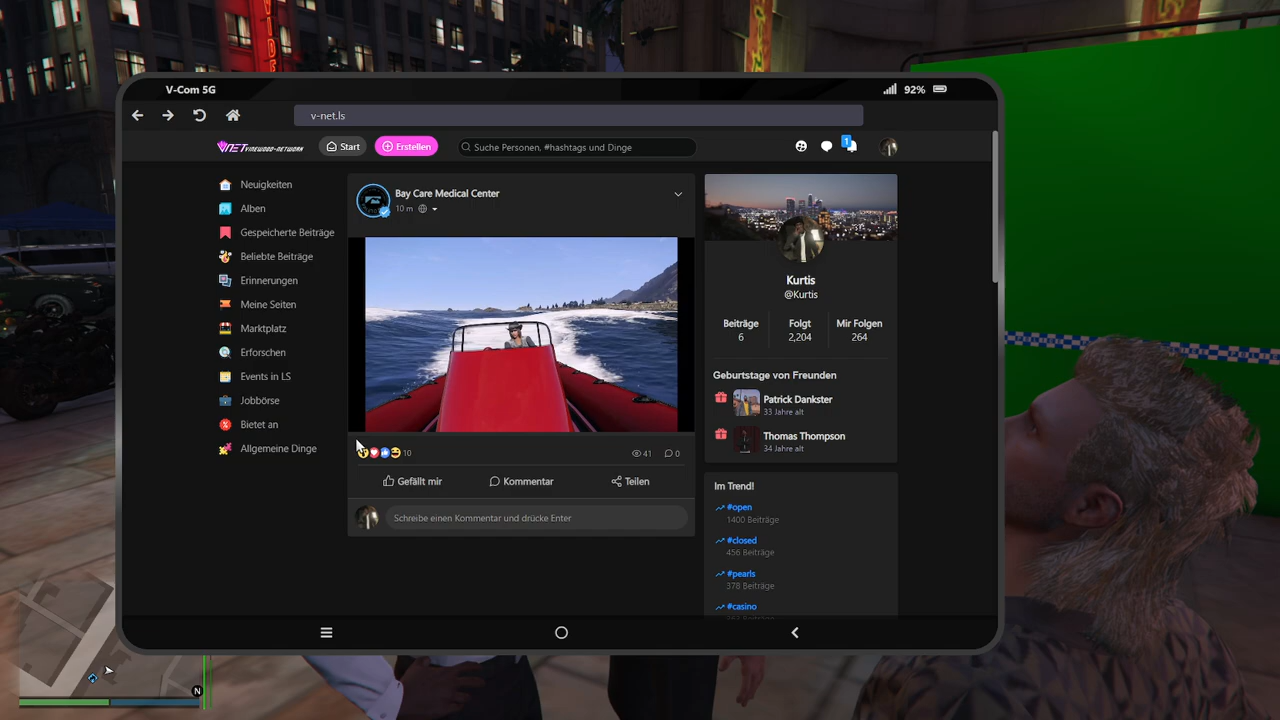 V-Com 5G
92%
v-net.ls
VNET VINEWOOD-NETWORK
Start
Erstellen
Suche Personen, #hashtags und Dinge
1
Neuigkeiten
Alben
Gespeicherte Beiträge
Beliebte Beiträge
Erinnerungen
Meine Seiten
Marktplatz
Erforschen
Events in LS
Jobbörse
Bietet an
Allgemeine Dinge
Bay Care Medical Center
10 m
10
41
0
Gefällt mir
Kommentar
Teilen
Schreibe einen Kommentar und drücke Enter
Kurtis
@Kurtis
Beiträge
6
Folgt
2,204
Mir Folgen
264
Geburtstage von Freunden
Patrick Dankster
33 Jahre alt
Thomas Thompson
34 Jahre alt
Im Trend!
#open
1400 Beiträge
#closed
456 Beiträge
#pearls
378 Beiträge
#casino
N